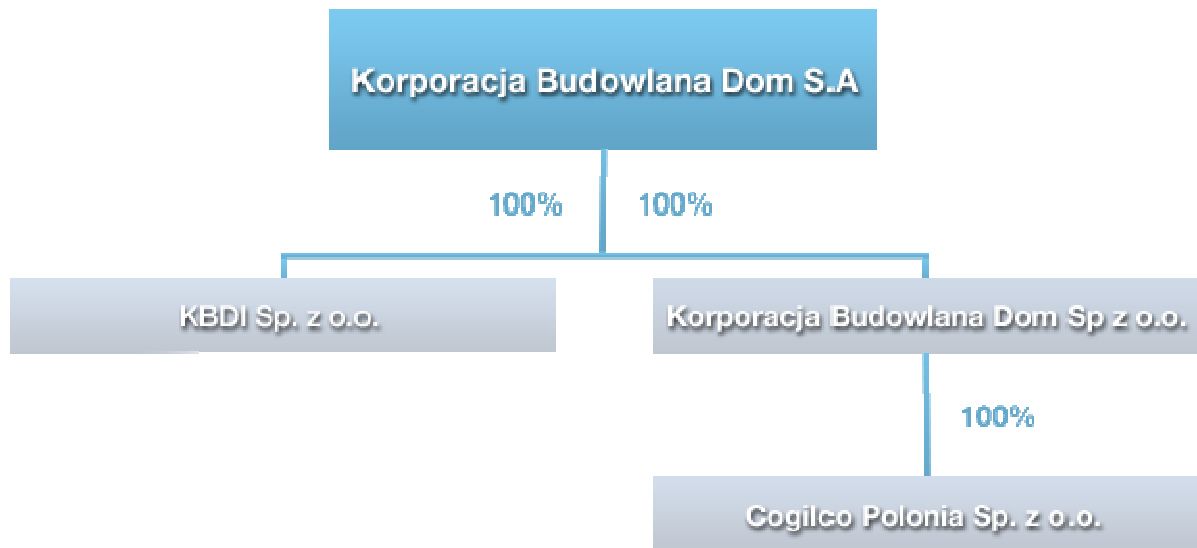 Korporacja Budowlana Dom S.A
100% 100%
KBDI Sp. z o.o.
Korporacja Budowlana Dom Sp z o.o.
100%
Cogilco Polonia Sp. z o.o.